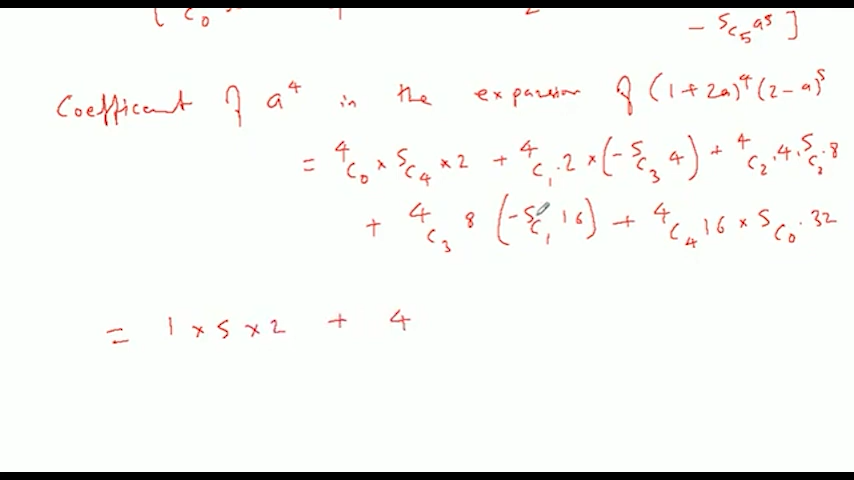 - ⁵C₅ a⁵ ]
Coefficient of a⁴ in the expansion of (1+2a)⁴(2-a)⁵
= ⁴C₀ × ⁵C₄ × 2 + ⁴C₁ · 2 × (-⁵C₃ 4) + ⁴C₂ · 4 · ⁵C₂ · 8
+ ⁴C₃ 8 (-⁵C₁ 16) + ⁴C₄ 16 × ⁵C₀ · 32
= 1 × 5 × 2 + 4